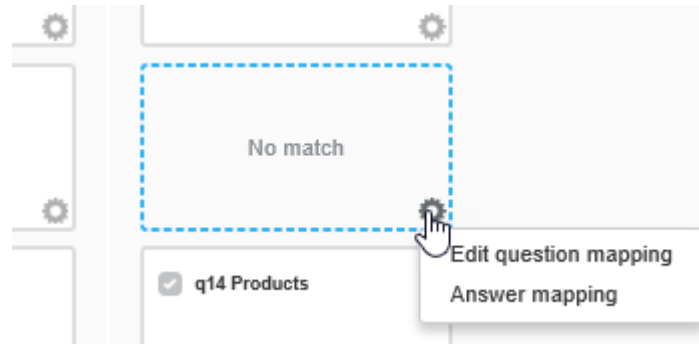 No match
Edit question mapping
q14 Products
Answer mapping